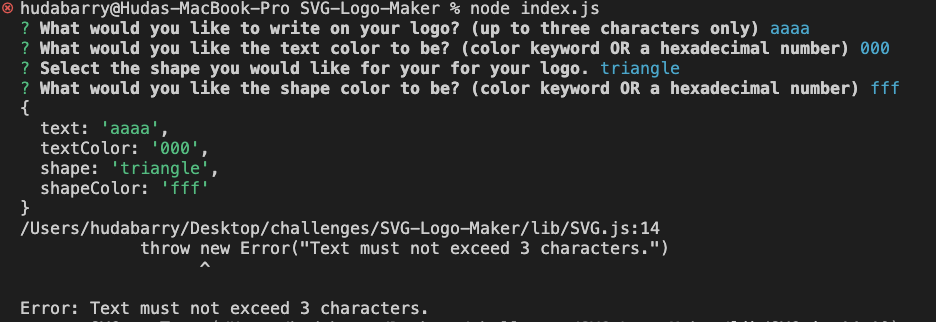 hudabarry@Hudas-MacBook-Pro SVG-Logo-Maker % node index.js
? What would you like to write on your logo? (up to three characters only) aaaa
? What would you like the text color to be? (color keyword OR a hexadecimal number) 000
? Select the shape you would like for your for your logo. triangle
? What would you like the shape color to be? (color keyword OR a hexadecimal number) fff
{
  text: 'aaaa',
  textColor: '000',
  shape: 'triangle',
  shapeColor: 'fff'
}
/Users/hudabarry/Desktop/challenges/SVG-Logo-Maker/lib/SVG.js:14
            throw new Error("Text must not exceed 3 characters.")
                  ^
Error: Text must not exceed 3 characters.